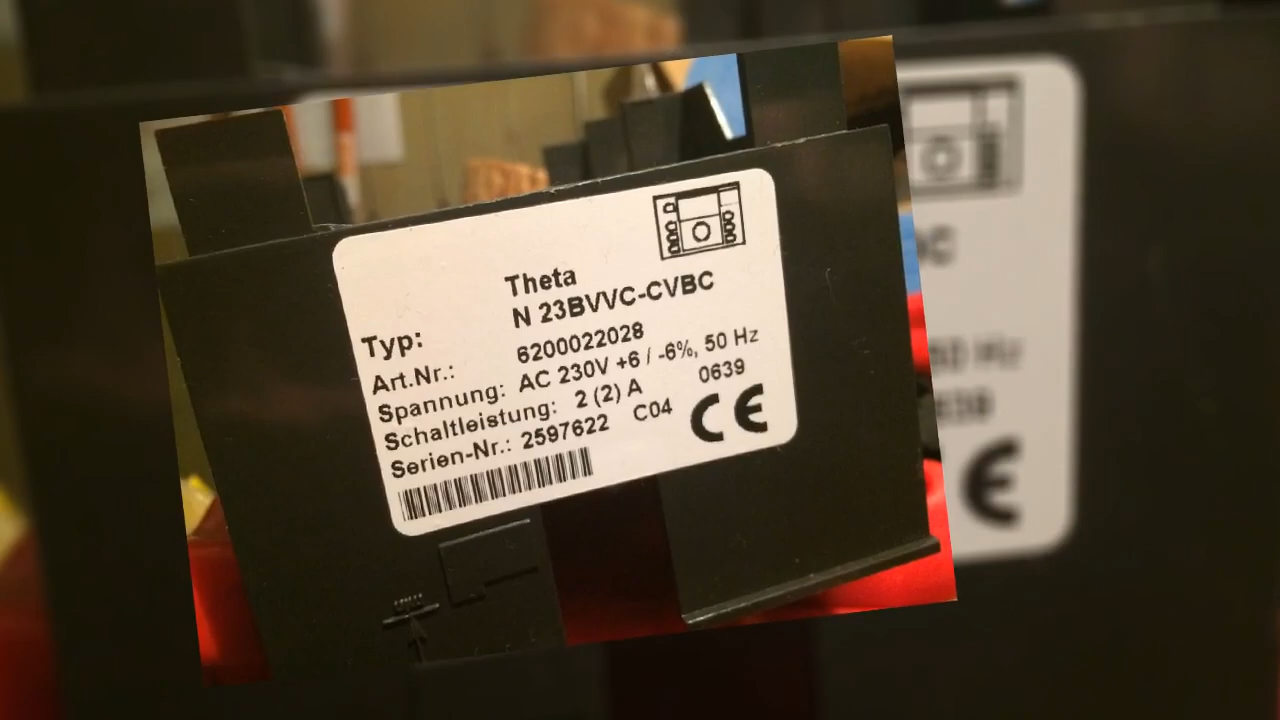 Theta
Typ: N 23BVVC-CVBC
Art.Nr.: 6200022028
Spannung: AC 230V +6 / -6%, 50 Hz
Schaltleistung: 2 (2) A 0639
Serien-Nr.: 2597622 C04 CE